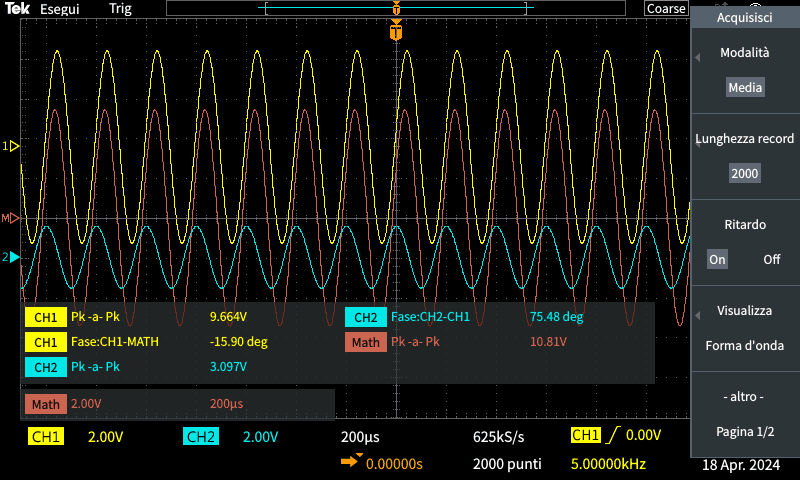 Tek Esegui Trig T Coarse
T
Acquisisci
Modalità
Media
Lunghezza record
2000
Ritardo
On Off
Visualizza
Forma d'onda
- altro -
Pagina 1/2
1
M
2
CH1 Pk -a- Pk 9.664V CH2 Fase:CH2-CH1 75.48 deg
CH1 Fase:CH1-MATH -15.90 deg Math Pk -a- Pk 10.81V
CH2 Pk -a- Pk 3.097V
Math 2.00V 200µs
CH1 2.00V CH2 2.00V 200µs 625kS/s CH1 0.00V
0.00000s 2000 punti 5.00000kHz 18 Apr. 2024